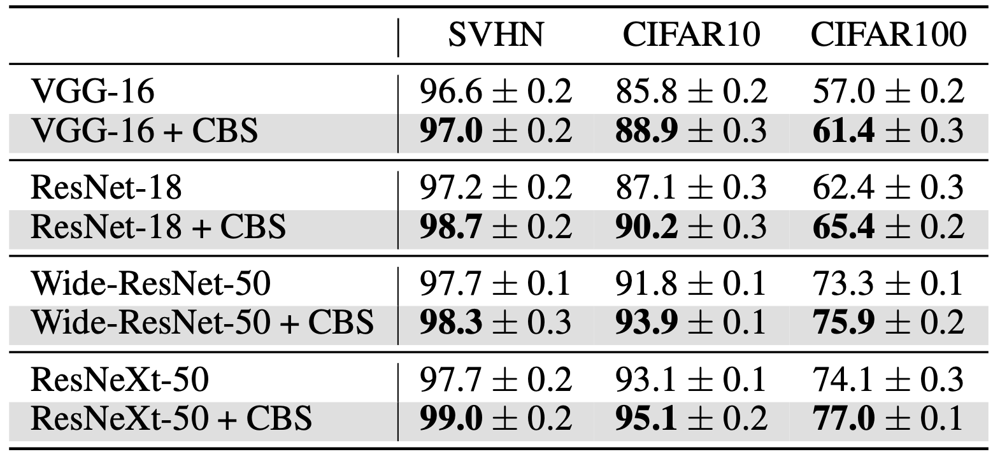 SVHN CIFAR10 CIFAR100
VGG-16 96.6 ± 0.2 85.8 ± 0.2 57.0 ± 0.2
VGG-16 + CBS 97.0 ± 0.2 88.9 ± 0.3 61.4 ± 0.3
ResNet-18 97.2 ± 0.2 87.1 ± 0.3 62.4 ± 0.3
ResNet-18 + CBS 98.7 ± 0.2 90.2 ± 0.3 65.4 ± 0.2
Wide-ResNet-50 97.7 ± 0.1 91.8 ± 0.1 73.3 ± 0.1
Wide-ResNet-50 + CBS 98.3 ± 0.3 93.9 ± 0.1 75.9 ± 0.2
ResNeXt-50 97.7 ± 0.2 93.1 ± 0.1 74.1 ± 0.3
ResNeXt-50 + CBS 99.0 ± 0.2 95.1 ± 0.2 77.0 ± 0.1